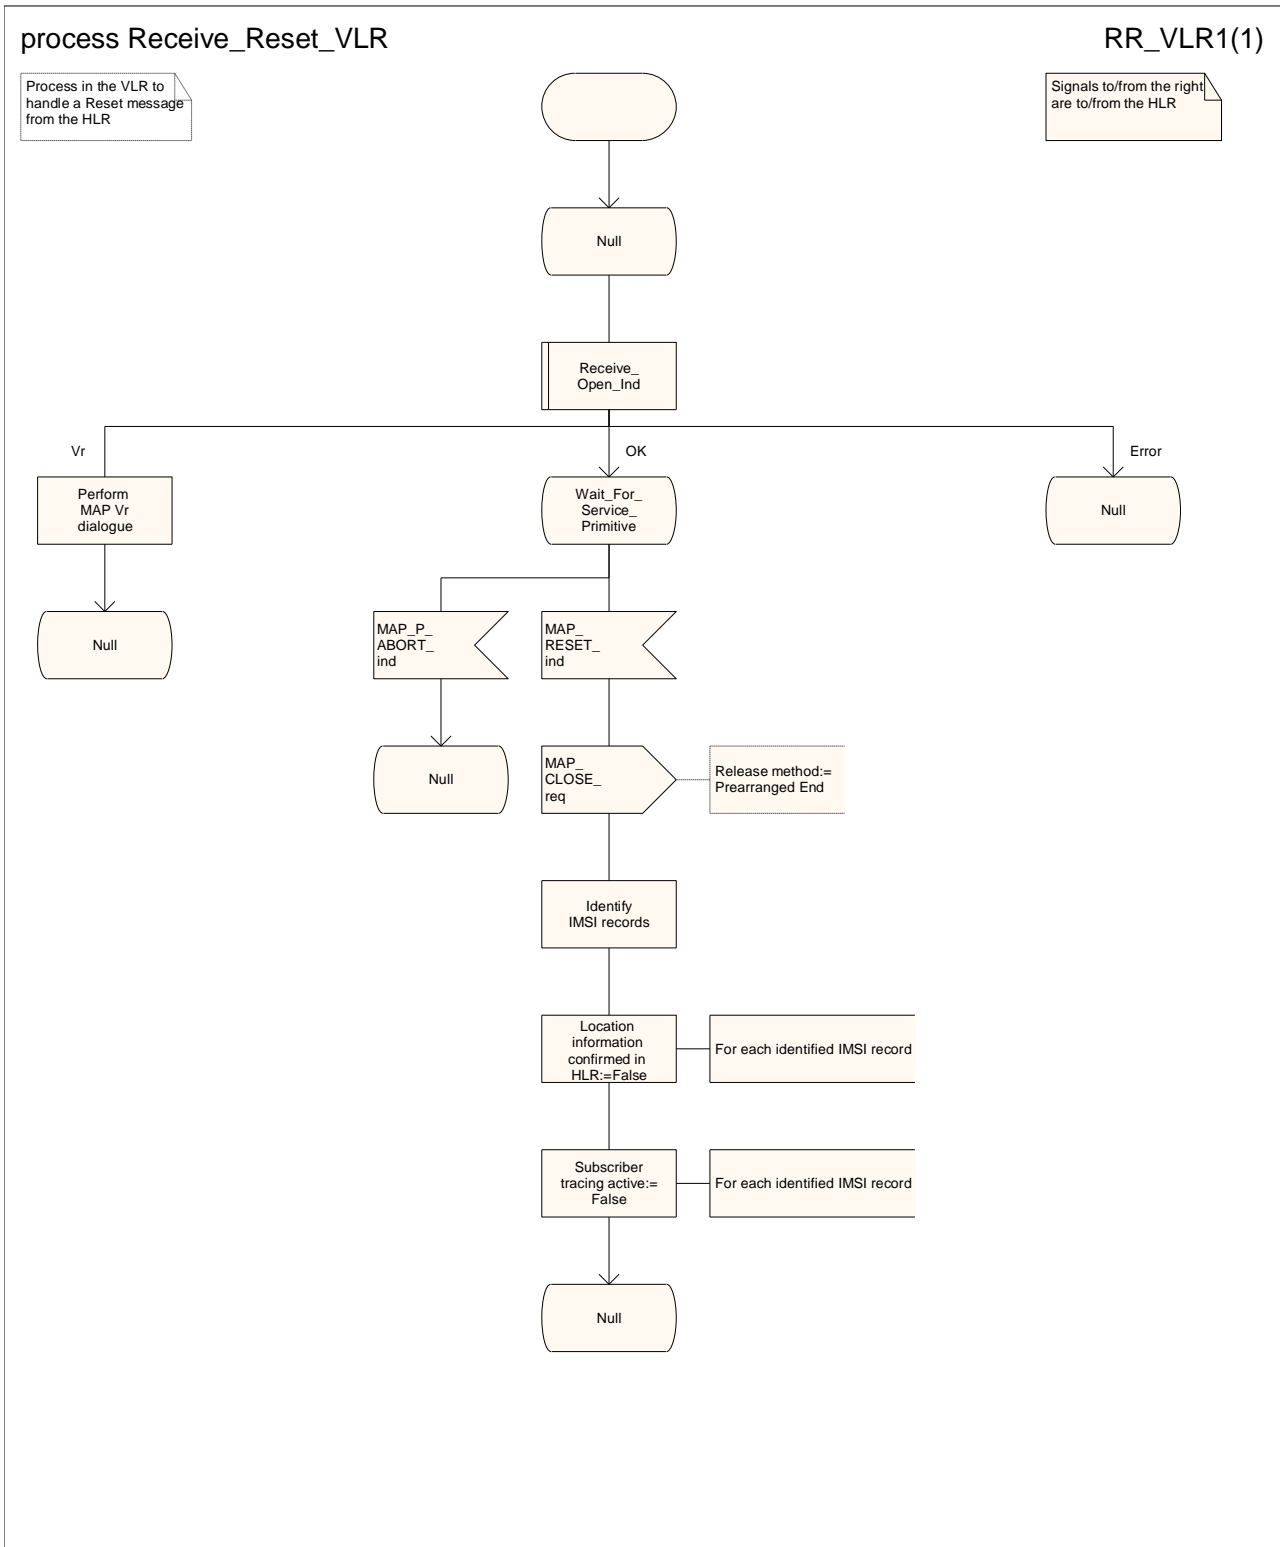 process Receive_Reset_VLR
RR_VLR1(1)
Process in the VLR to
handle a Reset message
from the HLR
Signals to/from the right
are to/from the HLR
Null
Receive_
Open_Ind
Vr
OK
Error
Perform
MAP Vr
dialogue
Wait_For_
Service_
Primitive
Null
Null
MAP_P_
ABORT_
ind
MAP_
RESET_
ind
Null
MAP_
CLOSE_
req
Release method:=
Prearranged End
Identify
IMSI records
Location
information
confirmed in
HLR:=False
For each identified IMSI record
Subscriber
tracing active:=
False
For each identified IMSI record
Null